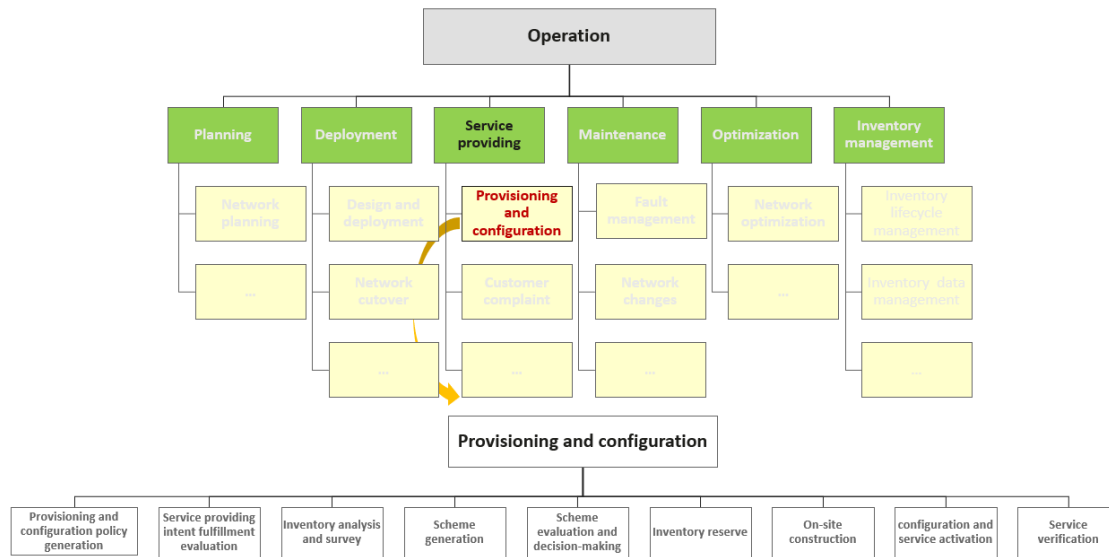 Operation
Planning
Deployment
Service
providing
Maintenance
Optimization
Inventory
management
Network
planning
Design and
deployment
Provisioning
and
configuration
Fault
management
Network
optimization
Inventory
lifecycle
management
...
Network
cutover
Customer
complaint
Network
changes
...
Inventory data
management
...
...
...
...
Provisioning and configuration
Provisioning and
configuration policy
generation
Service providing
intent fulfillment
evaluation
Inventory analysis
and survey
Scheme
generation
Scheme
evaluation and
decision-making
Inventory reserve
On-site
construction
configuration and
service activation
Service
verification